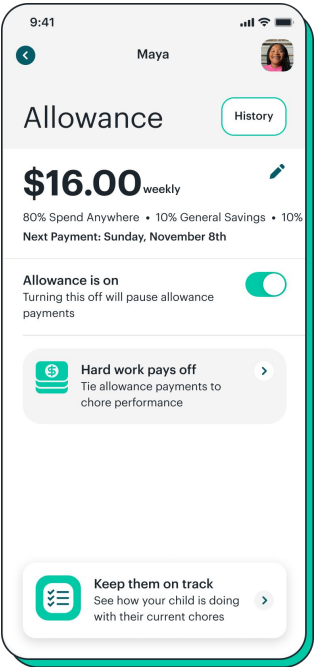 9:41
Maya
Allowance
History
$16.00 weekly
80% Spend Anywhere • 10% General Savings • 10%
Next Payment: Sunday, November 8th
Allowance is on
Turning this off will pause allowance
payments
$
Hard work pays off
Tie allowance payments to
chore performance
Keep them on track
See how your child is doing
with their current chores